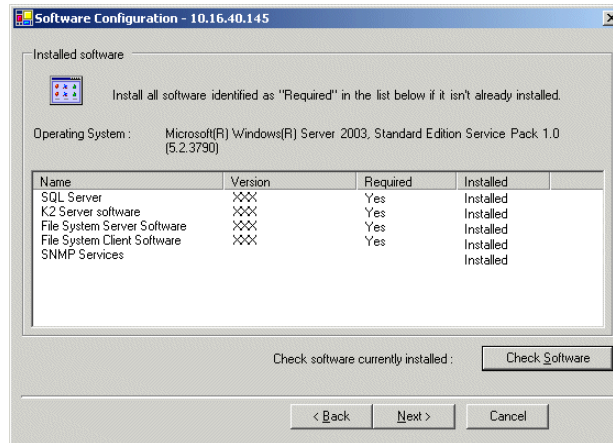 Software Configuration - 10.16.40.145
Installed software
Install all software identified as "Required" in the list below if it isn't already installed.
Operating System : Microsoft(R) Windows(R) Server 2003, Standard Edition Service Pack 1.0
(5.2.3790)
Name Version Required Installed
SQL Server XXX Yes Installed
K2 Server software XXX Yes Installed
File System Server Software XXX Yes Installed
File System Client Software XXX Yes Installed
SNMP Services Installed
Check software currently installed : Check Software
< Back Next > Cancel